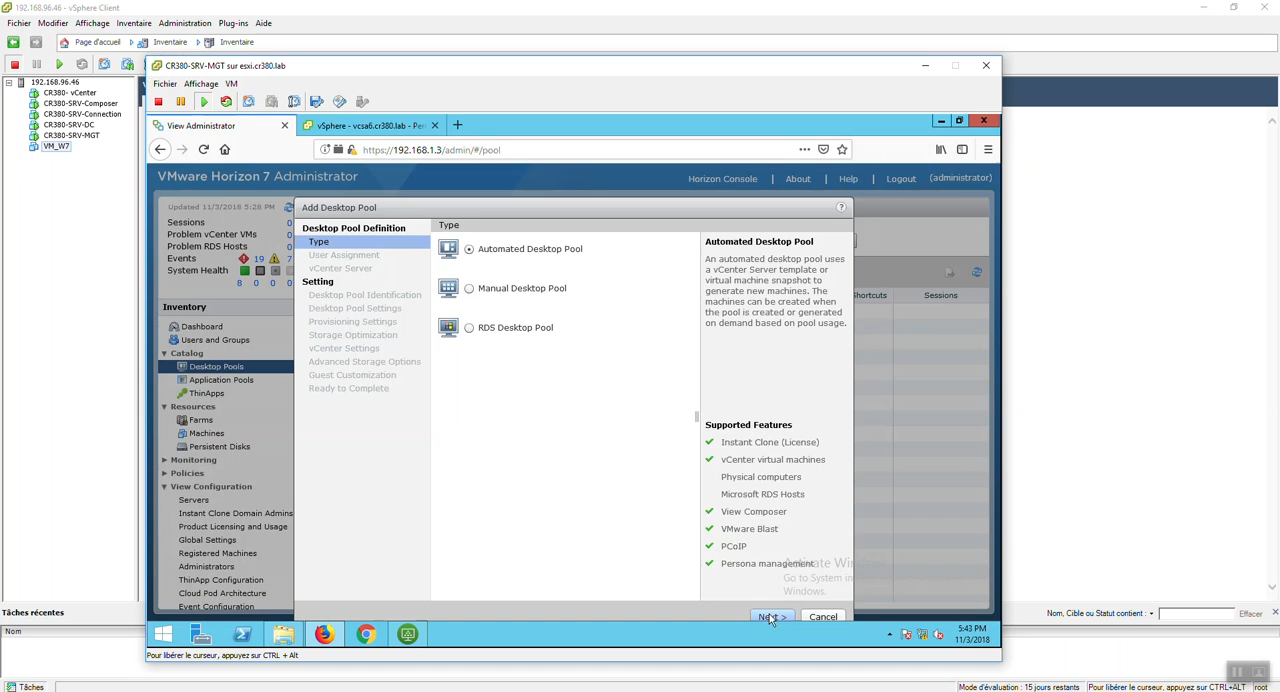 192.168.96.46 - vSphere Client
Fichier Modifier Affichage Inventaire Administration Plug-ins Aide
Page d'accueil Inventaire Inventaire
192.168.96.46
CR380- vCenter
CR380-SRV-Composer
CR380-SRV-Connection
CR380-SRV-DC
CR380-SRV-MGT
VM_W7
CR380-SRV-MGT sur esxi.cr380.lab
Fichier Affichage VM
View Administrator
vSphere - vcsa6.cr380.lab - Per
https://192.168.1.3/admin/#/pool
VMware Horizon 7 Administrator
Horizon Console | About | Help | Logout (administrator)
Updated 11/3/2018 5:28 PM
Sessions 0
Problem vCenter VMs 0
Problem RDS Hosts 0
Events 19 7
System Health
8 0 0 0
Inventory
Dashboard
Users and Groups
Catalog
Desktop Pools
Application Pools
ThinApps
Resources
Farms
Machines
Persistent Disks
Monitoring
Policies
View Configuration
Servers
Instant Clone Domain Admins
Product Licensing and Usage
Global Settings
Registered Machines
Administrators
ThinApp Configuration
Cloud Pod Architecture
Event Configuration
Add Desktop Pool
Desktop Pool Definition
Type
User Assignment
vCenter Server
Setting
Desktop Pool Identification
Desktop Pool Settings
Provisioning Settings
Storage Optimization
vCenter Settings
Advanced Storage Options
Guest Customization
Ready to Complete
Type
Automated Desktop Pool
Manual Desktop Pool
RDS Desktop Pool
Automated Desktop Pool
An automated desktop pool uses
a vCenter Server template or
virtual machine snapshot to
generate new machines. The
machines can be created when
the pool is created or generated
on demand based on pool usage.
Supported Features
Instant Clone (License)
vCenter virtual machines
Physical computers
Microsoft RDS Hosts
View Composer
VMware Blast
PCoIP
Persona management
Next > Cancel
Shortcuts Sessions
Activate Wi
Go to System in
Windows.
5:43 PM
11/3/2018
Pour libérer le curseur, appuyez sur CTRL + Alt
Tâches récentes
Nom, Cible ou Statut contient : Effacer
Nom
Tâches
Mode d'évaluation : 15 jours restants Pour libérer le curseur, appuyez sur CTRL+ALT root